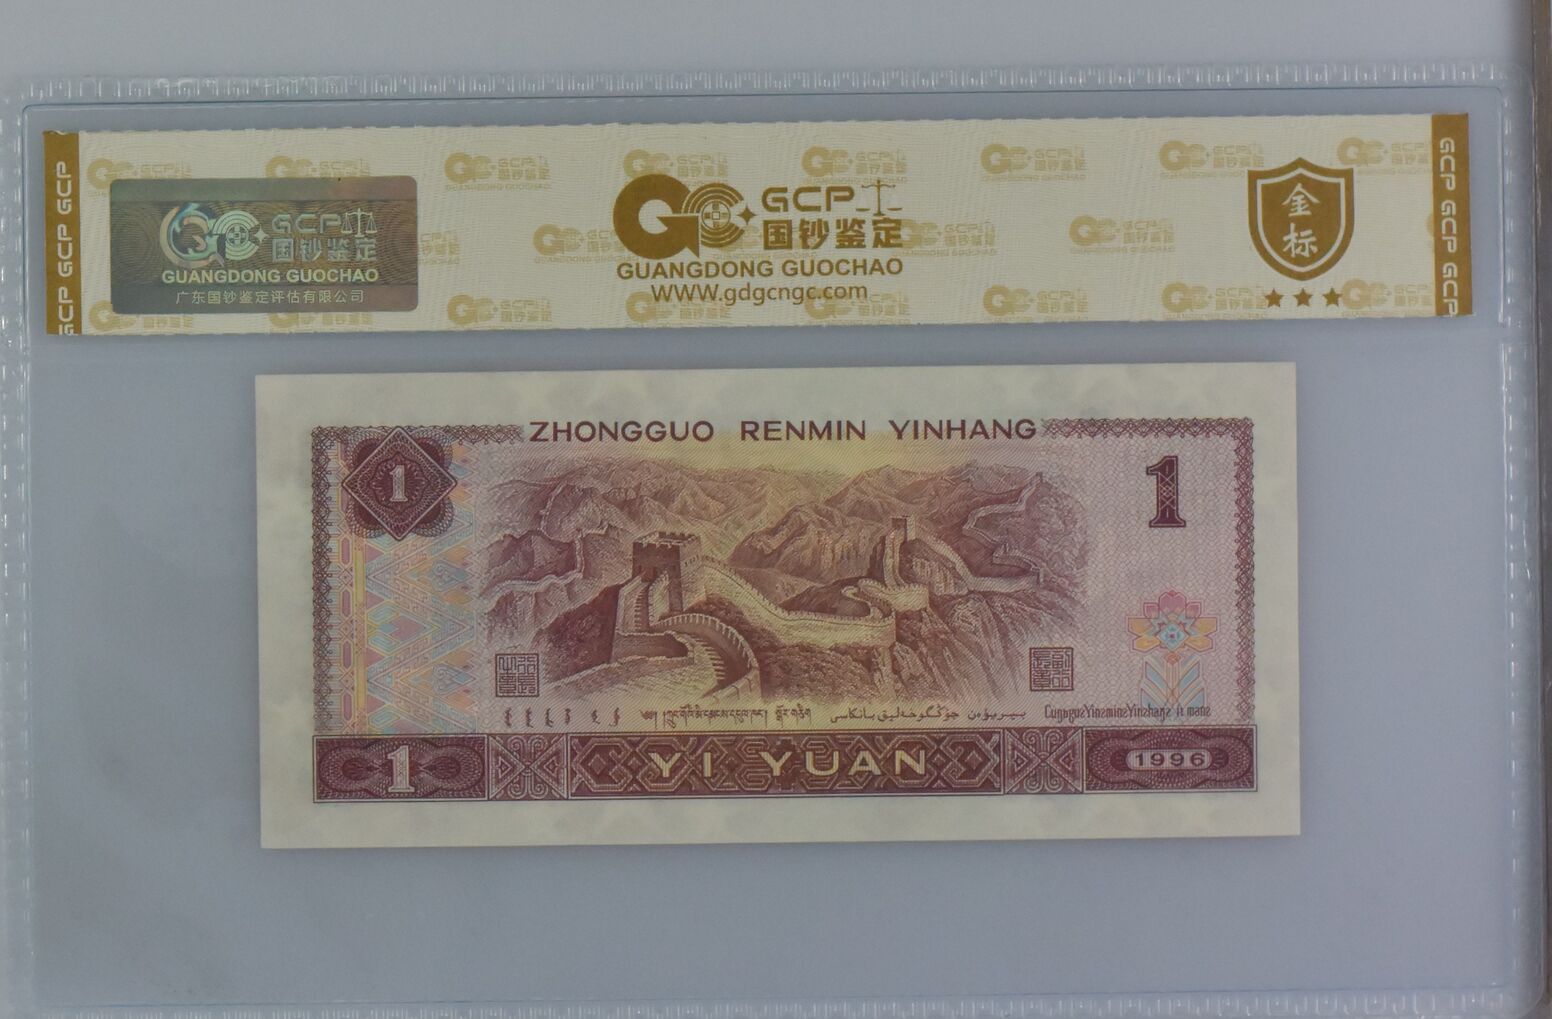 GCP GCP GCP
GCP
国钞鉴定
GUANGDONG GUOCHAO
广东国钞鉴定评估有限公司
GCP
国钞鉴定
GUANGDONG GUOCHAO
WWW.gdgcngc.com
金标
GCP GCP GCP
ZHONGGUO RENMIN YINHANG
1
1
1
YI YUAN
1996